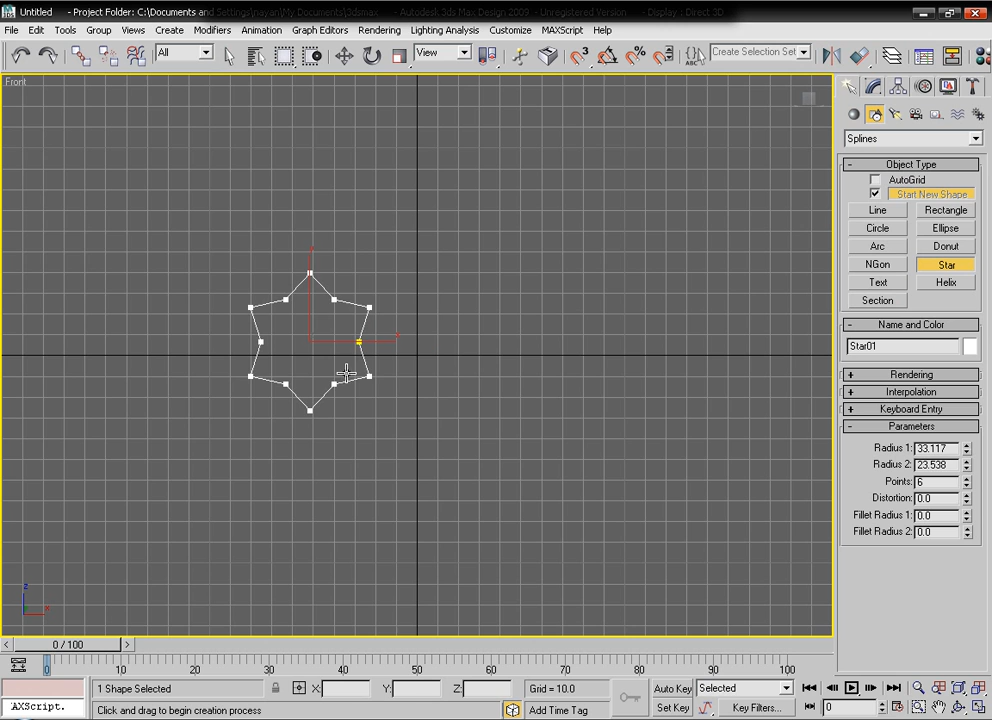 Untitled - Project Folder: C:\Documents and Settings\nayan\My Documents\3dsmax - Autodesk 3ds Max Design 2009 - Unregistered Version - Display : Direct 3D
File Edit Tools Group Views Create Modifiers Animation Graph Editors Rendering Lighting Analysis Customize MAXScript Help
All View Create Selection Set
Front
Splines
- Object Type
AutoGrid
Start New Shape
Line Rectangle
Circle Ellipse
Arc Donut
NGon Star
Text Helix
Section
- Name and Color
Star01
+ Rendering
+ Interpolation
+ Keyboard Entry
- Parameters
Radius 1: 33.117
Radius 2: 23.538
Points: 6
Distortion: 0.0
Fillet Radius 1: 0.0
Fillet Radius 2: 0.0
z
x
< 0 / 100 >
0 10 20 30 40 50 60 70 80 90 100
1 Shape Selected X: Y: Z: Grid = 10.0 Auto Key Selected
'AXScript. Click and drag to begin creation process Add Time Tag Set Key Key Filters... 0